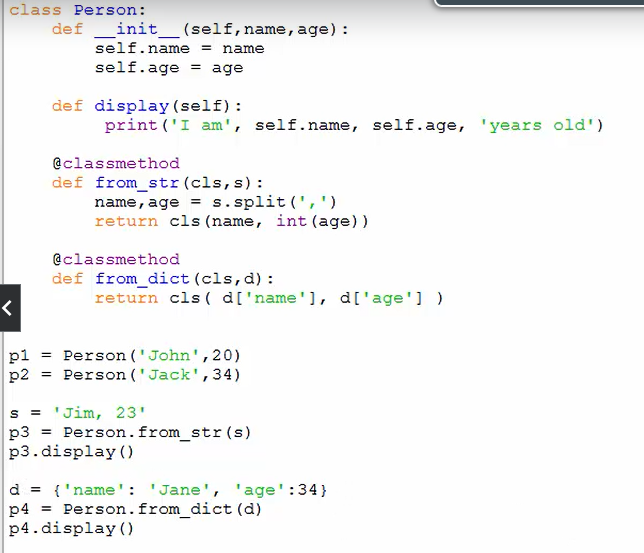 class Person:
    def __init__(self,name,age):
        self.name = name
        self.age = age

    def display(self):
         print('I am', self.name, self.age, 'years old')

    @classmethod
    def from_str(cls,s):
        name,age = s.split(',')
        return cls(name, int(age))

    @classmethod
    def from_dict(cls,d):
        return cls( d['name'], d['age'] )


p1 = Person('John',20)
p2 = Person('Jack',34)

s = 'Jim, 23'
p3 = Person.from_str(s)
p3.display()

d = {'name': 'Jane', 'age':34}
p4 = Person.from_dict(d)
p4.display()